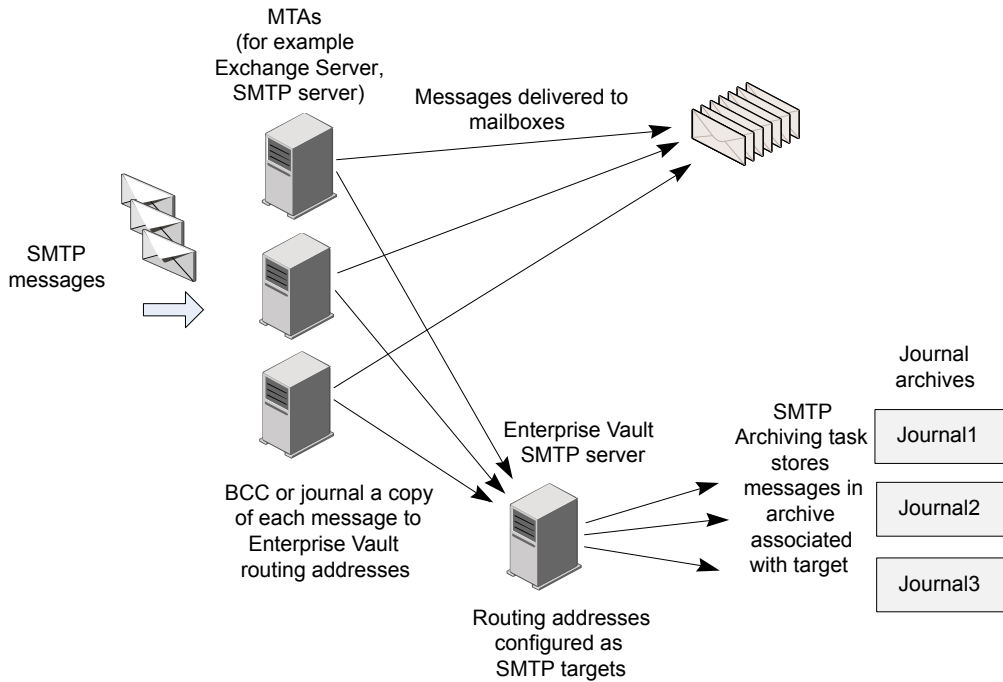 MTAs
(for example
Exchange Server,
SMTP server)
Messages delivered to
mailboxes
SMTP
messages
Enterprise Vault
SMTP server
BCC or journal a copy
of each message to
Enterprise Vault
routing addresses
Routing addresses
configured as
SMTP targets
SMTP
Archiving task
stores
messages in
archive
associated
with target
Journal
archives
Journal1
Journal2
Journal3